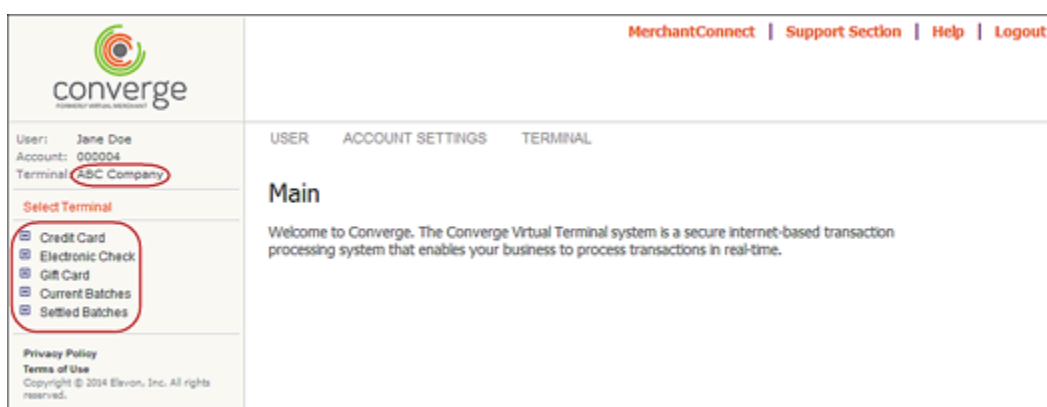 MerchantConnect | Support Section | Help | Logout
converge
FORMERLY VIRTUAL MERCHANT
User: Jane Doe
Account: 000004
Terminal: ABC Company
Select Terminal
Credit Card
Electronic Check
Gift Card
Current Batches
Settled Batches
Privacy Policy
Terms of Use
Copyright © 2014 Elavon, Inc. All rights
reserved.
USER ACCOUNT SETTINGS TERMINAL
Main
Welcome to Converge. The Converge Virtual Terminal system is a secure internet-based transaction
processing system that enables your business to process transactions in real-time.